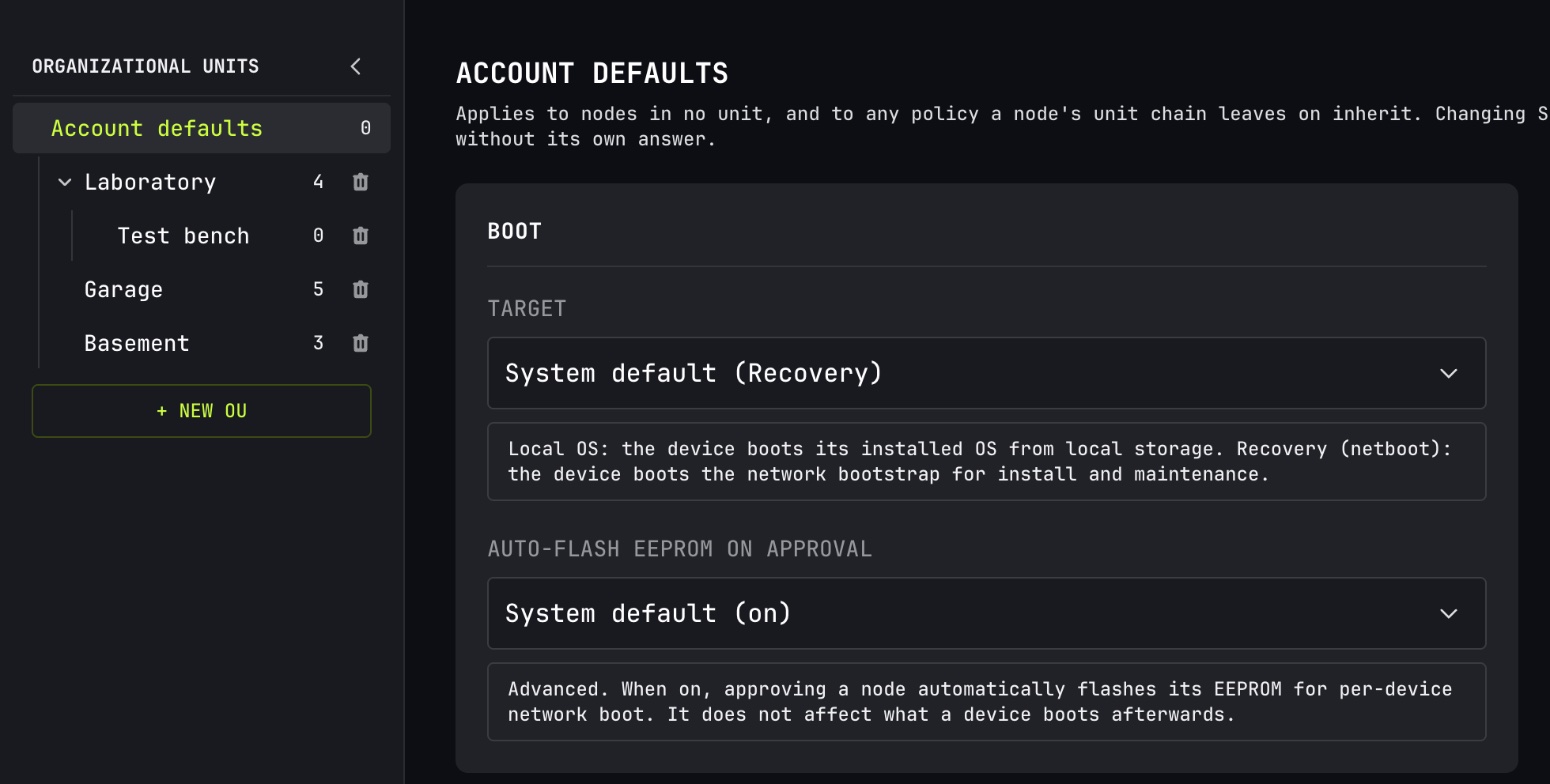 ORGANIZATIONAL UNITS
Account defaults 0
Laboratory 4
Test bench 0
Garage 5
Basement 3
+ NEW OU
ACCOUNT DEFAULTS
Applies to nodes in no unit, and to any policy a node's unit chain leaves on inherit. Changing S
without its own answer.
BOOT
TARGET
System default (Recovery)
Local OS: the device boots its installed OS from local storage. Recovery (netboot):
the device boots the network bootstrap for install and maintenance.
AUTO-FLASH EEPROM ON APPROVAL
System default (on)
Advanced. When on, approving a node automatically flashes its EEPROM for per-device
network boot. It does not affect what a device boots afterwards.